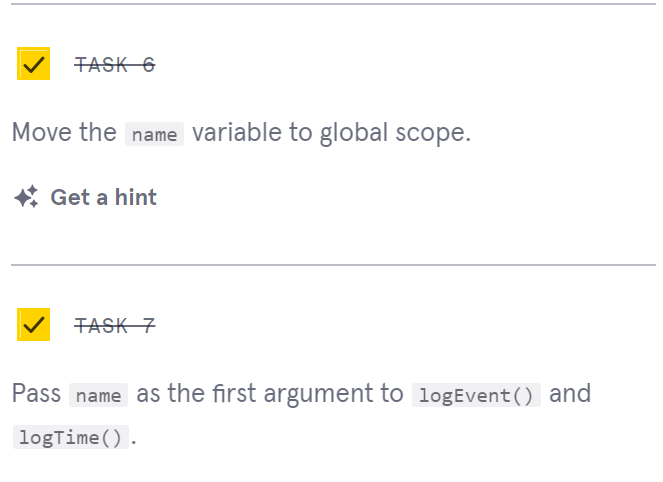 TASK 6
Move the name variable to global scope.
Get a hint
TASK 7
Pass name as the first argument to logEvent() and
logTime().